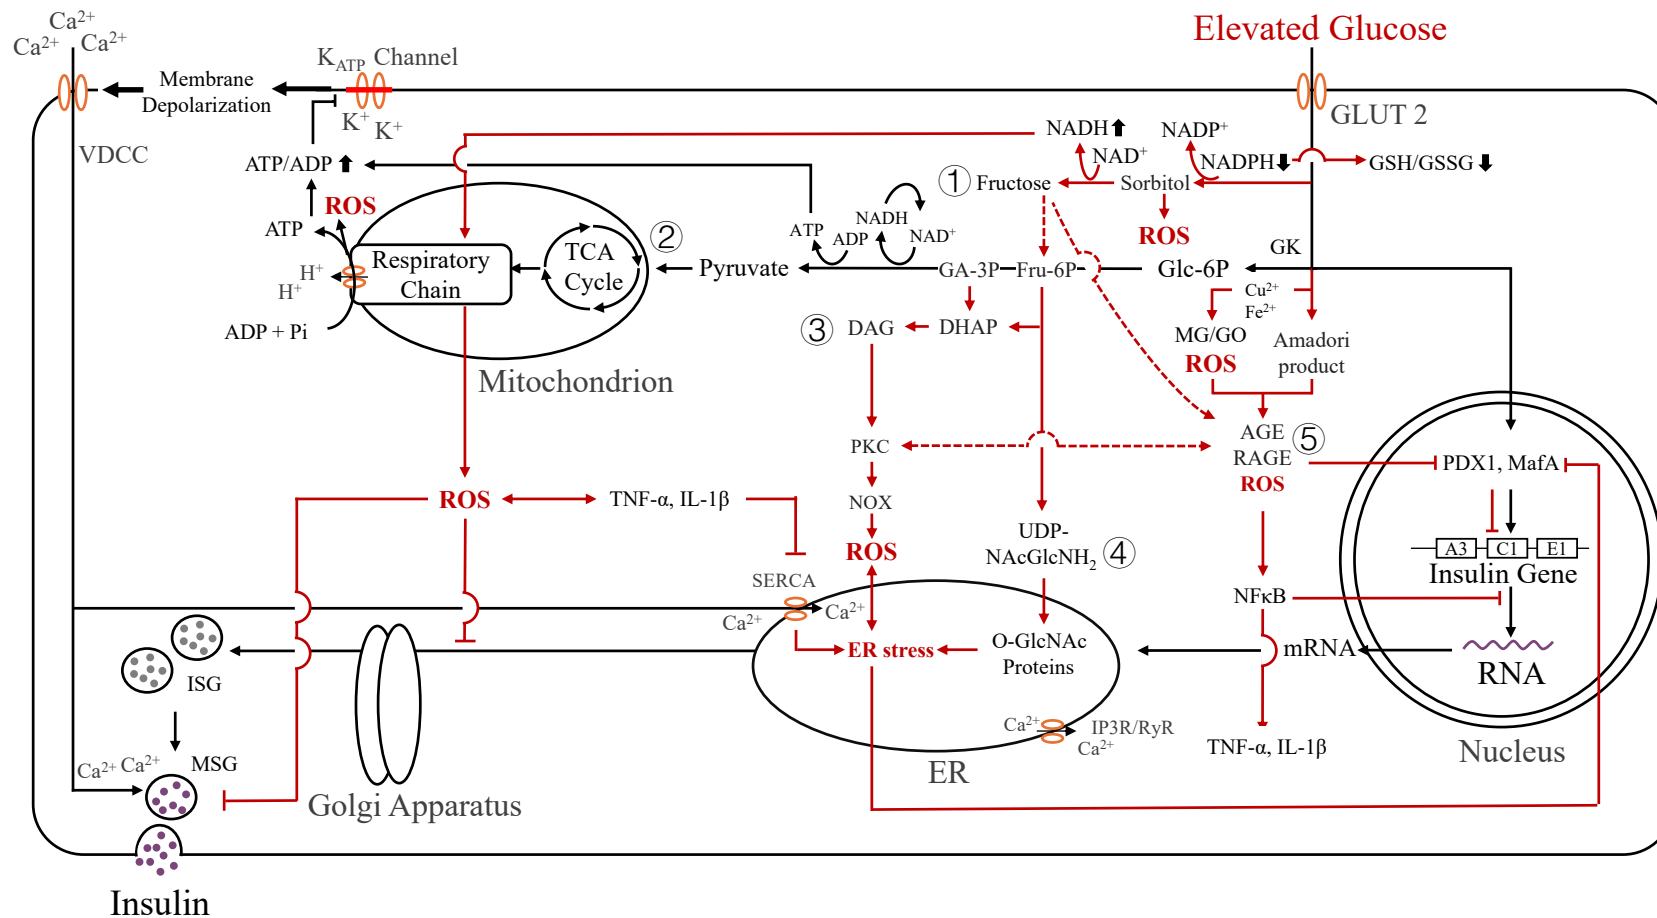 Ca²⁺
Ca²⁺ Ca²⁺
Elevated Glucose
K_ATP Channel
Membrane
Depolarization
K⁺ K⁺
GLUT 2
VDCC
ATP/ADP
NADH
NAD⁺
NADP⁺
NADPH
GSH/GSSG
① Fructose
Sorbitol
ROS
ROS
ATP
②
ATP
ADP
NADH
NAD⁺
GK
Respiratory
Chain
TCA
Cycle
Pyruvate
GA-3P
Fru-6P
Glc-6P
H⁺
H⁺
Cu²⁺
Fe²⁺
ADP + Pi
③ DAG
DHAP
MG/GO
ROS
Amadori
product
Mitochondrion
PKC
AGE
RAGE
ROS
⑤
PDX1, MafA
ROS
TNF-α, IL-1β
NOX
ROS
UDP-
NAcGlcNH₂
④
A3 C1 E1
Insulin Gene
SERCA
Ca²⁺
Ca²⁺
NFκB
ER stress
O-GlcNAc
Proteins
mRNA
RNA
ISG
Ca²⁺
IP3R/RyR
Ca²⁺
TNF-α, IL-1β
Nucleus
Ca²⁺ Ca²⁺
MSG
ER
Golgi Apparatus
Insulin